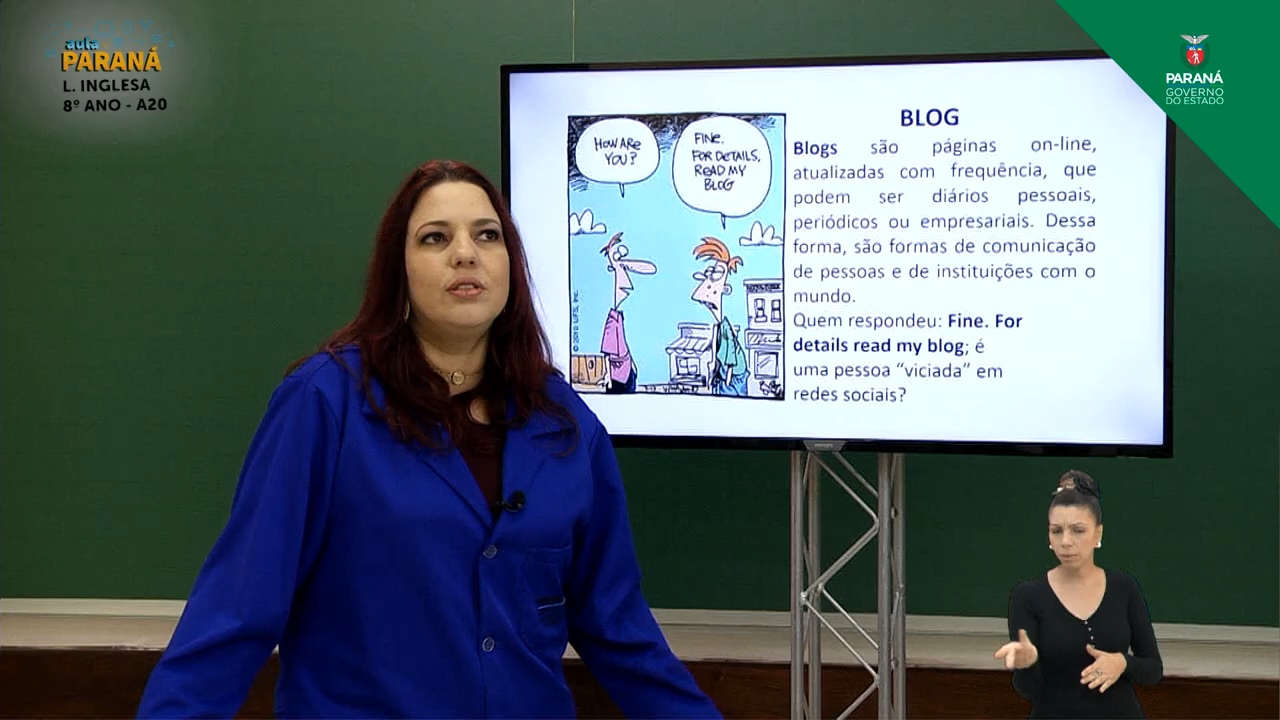 aula
PARANÁ
L. INGLESA
8º ANO - A20
PARANÁ
GOVERNO
DO ESTADO
HOW ARE
YOU?
FINE.
FOR DETAILS,
READ MY
BLOG
BLOG
Blogs são páginas on-line,
atualizadas com frequência, que
podem ser diários pessoais,
periódicos ou empresariais. Dessa
forma, são formas de comunicação
de pessoas e de instituições com o
mundo.
Quem respondeu: Fine. For
details read my blog; é
uma pessoa “viciada” em
redes sociais?